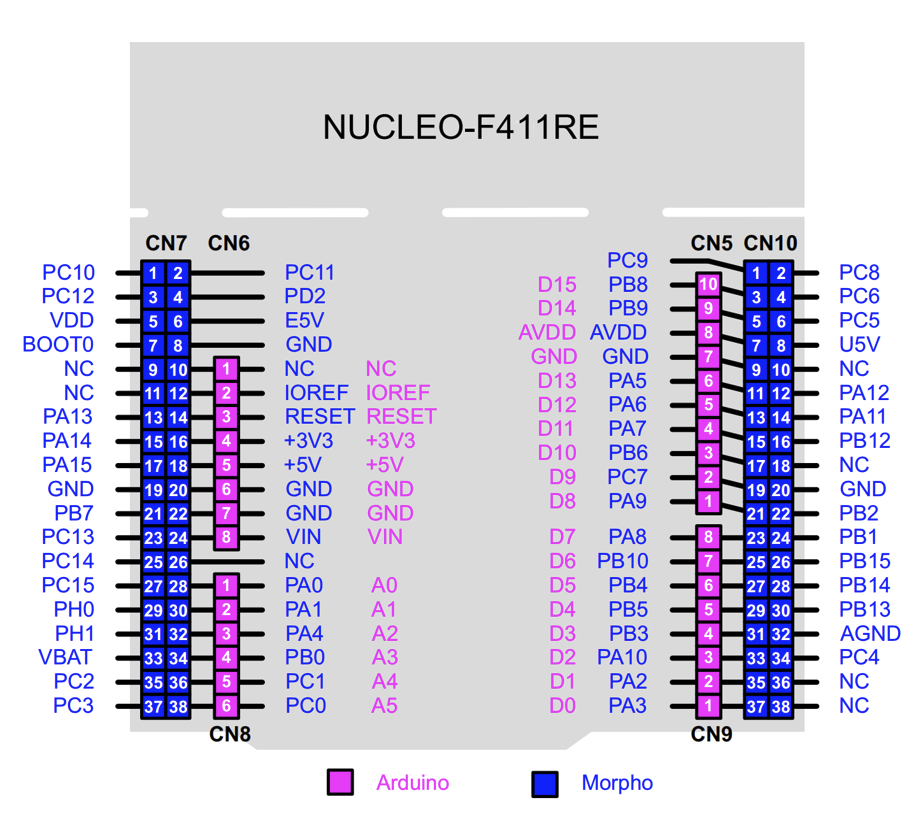 NUCLEO-F411RE
CN7 CN6 CN5 CN10
PC9
PC10 1 2 PC11 D15 PB8 10 1 2 PC8
PC12 3 4 PD2 D14 PB9 9 3 4 PC6
VDD 5 6 E5V AVDD AVDD 8 5 6 PC5
BOOT0 7 8 GND GND GND 7 7 8 U5V
NC 9 10 1 NC NC D13 PA5 6 9 10 NC
NC 11 12 2 IOREF IOREF D12 PA6 5 11 12 PA12
PA13 13 14 3 RESET RESET D11 PA7 4 13 14 PA11
PA14 15 16 4 +3V3 +3V3 D10 PB6 3 15 16 PB12
PA15 17 18 5 +5V +5V D9 PC7 2 17 18 NC
GND 19 20 6 GND GND D8 PA9 1 19 20 GND
PB7 21 22 7 GND GND 21 22 PB2
PC13 23 24 8 VIN VIN D7 PA8 8 23 24 PB1
PC14 25 26 NC D6 PB10 7 25 26 PB15
PC15 27 28 1 PA0 A0 D5 PB4 6 27 28 PB14
PH0 29 30 2 PA1 A1 D4 PB5 5 29 30 PB13
PH1 31 32 3 PA4 A2 D3 PB3 4 31 32 AGND
VBAT 33 34 4 PB0 A3 D2 PA10 3 33 34 PC4
PC2 35 36 5 PC1 A4 D1 PA2 2 35 36 NC
PC3 37 38 6 PC0 A5 D0 PA3 1 37 38 NC
CN8 CN9
Arduino Morpho